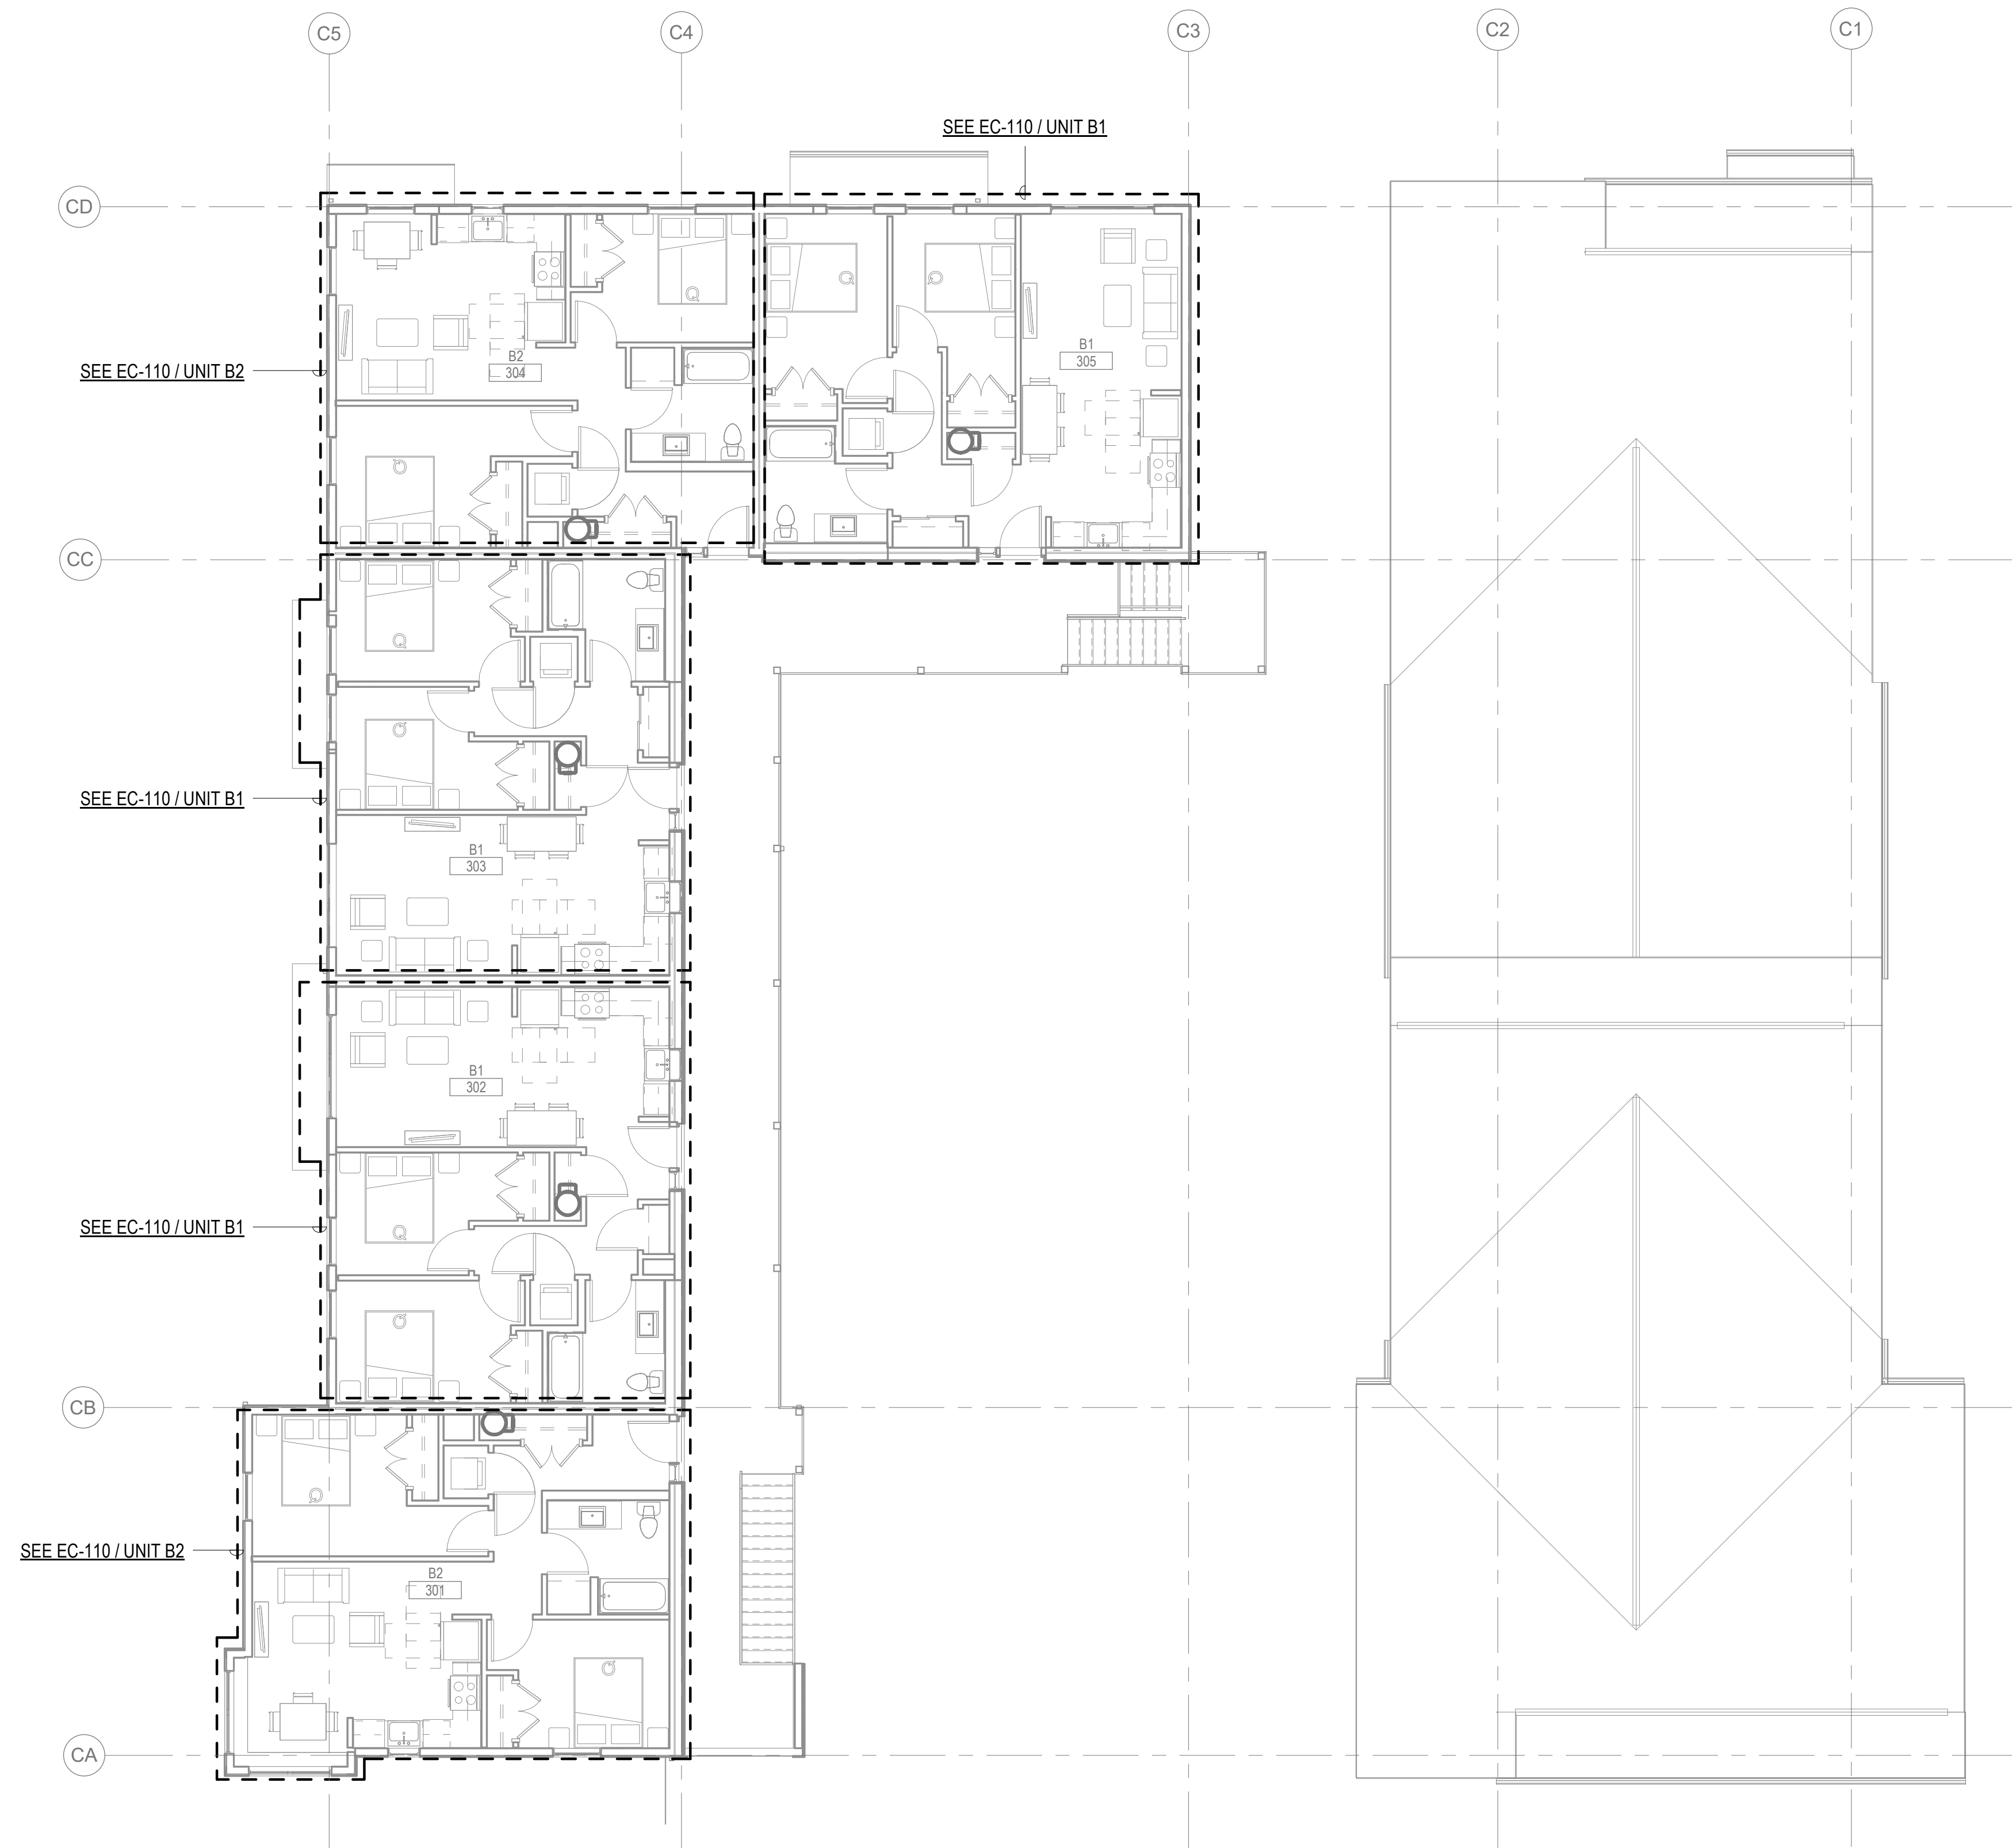 C5
C4
C3
C2
C1
SEE EC-110 / UNIT B1
CD
B1
305
B2
304
SEE EC-110 / UNIT B2
CC
SEE EC-110 / UNIT B1
B1
303
B1
302
SEE EC-110 / UNIT B1
CB
SEE EC-110 / UNIT B2
B2
301
CA